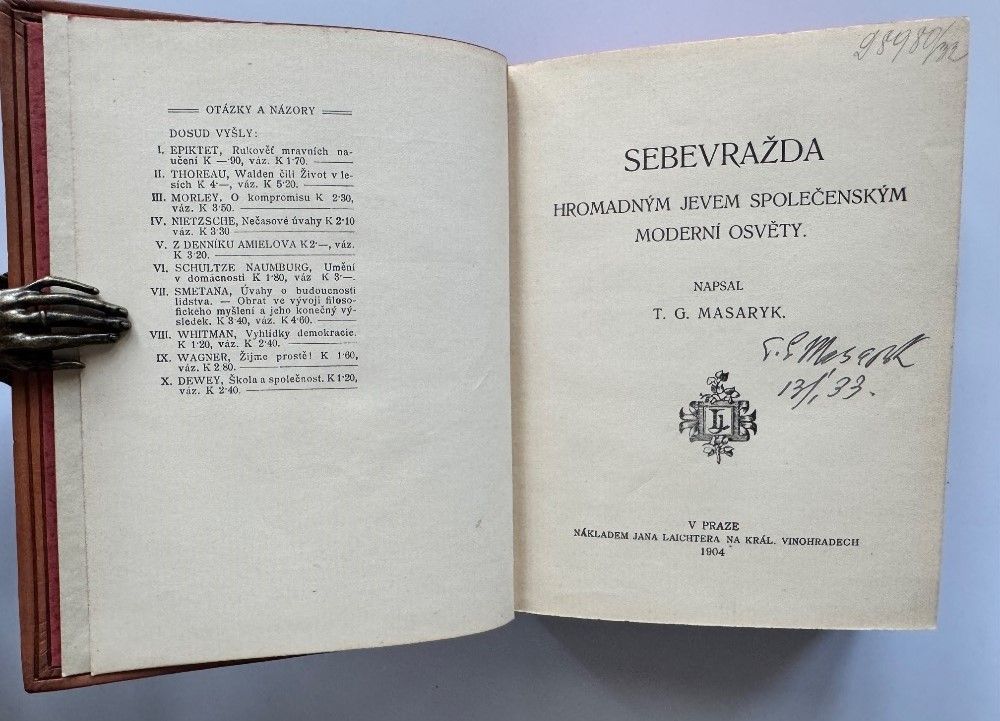 OTÁZKY A NÁZORY
DOSUD VYŠLY:
I. EPIKTET, Rukověť mravních na-
učení K —·90, váz. K 1·70.
II. THOREAU, Walden čili Život v le-
sích K 4·—, váz. K 5·20.
III. MORLEY, O kompromisu K 2·30,
váz. K 3·50.
IV. NIETZSCHE, Nečasové úvahy K 2·10
váz. K 3·30
V. Z DENNÍKU AMIELOVA K 2·—, váz.
K 3·20.
VI. SCHULTZE NAUMBURG, Umění
v domácnosti K 1·80, váz K 3·—.
VII. SMETANA, Úvahy o budoucnosti
lidstva. — Obrat ve vývoji filoso-
fického myšlení a jeho konečný vý-
sledek. K 3·40, váz. K 4·60.
VIII. WHITMAN, Vyhlídky demokracie.
K 1·20, váz. K 2·40.
IX. WAGNER, Žijme prostě! K 1·60,
váz. K 2·80.
X. DEWEY, Škola a společnost. K 1·20,
váz. K 2·40.
SEBEVRAŽDA
HROMADNÝM JEVEM SPOLEČENSKÝM
MODERNÍ OSVĚTY.
NAPSAL
T. G. MASARYK.
T. G. Masaryk
13/1, 33.
JL
V PRAZE
NÁKLADEM JANA LAICHTERA NA KRÁL. VINOHRADECH
1904